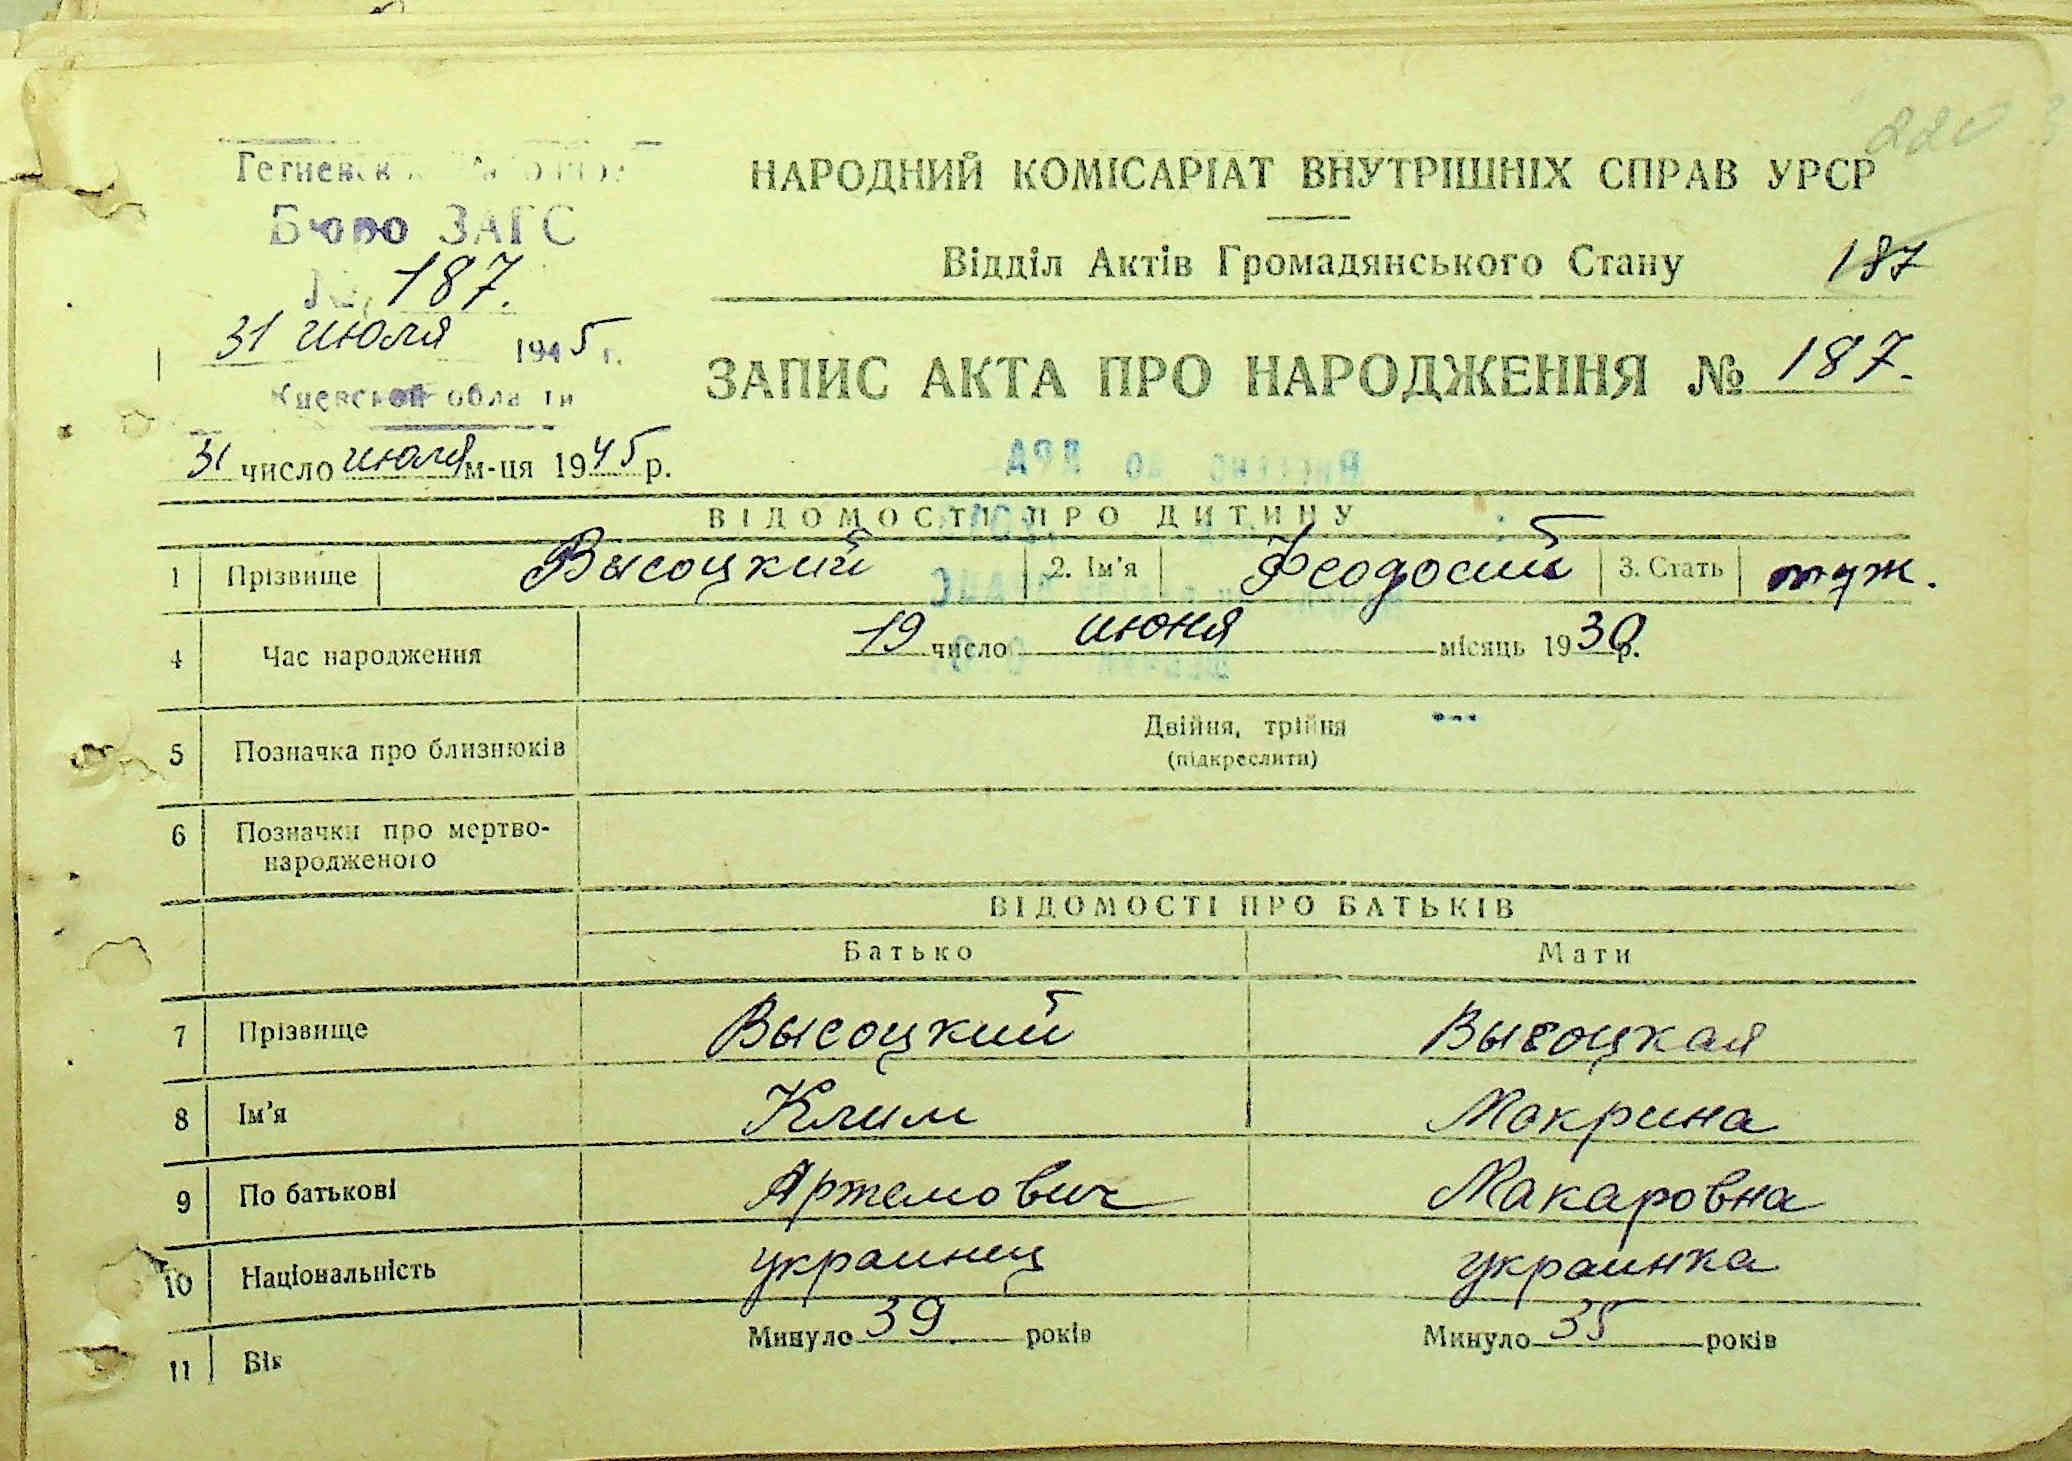 220
НАРОДНИЙ КОМІСАРІАТ ВНУТРІШНІХ СПРАВ УРСР
Відділ Актів Громадянського Стану 187
Бюро ЗАГС
№ 187.
31 июля 1945 г.
Киевской области
ЗАПИС АКТА ПРО НАРОДЖЕННЯ № 187.
31 число июля м-ця 1945 р.
ВІДОМОСТІ ПРО ДИТИНУ
1 Прізвище Высоцкий 2. Ім'я Феодосий 3. Стать муж.
4 Час народження 19 число июня місяць 1930 р.
5 Позначка про близнюків Двійня, трійня
(підкреслити)
6 Позначки про мертво-
народженого
ВІДОМОСТІ ПРО БАТЬКІВ
Батько Мати
7 Прізвище Высоцкий Высоцкая
8 Ім'я Клим Макрина
9 По батькові Артемович Макаровна
10 Національність украинец украинка
11 Вік Минуло 39 років Минуло 35 років